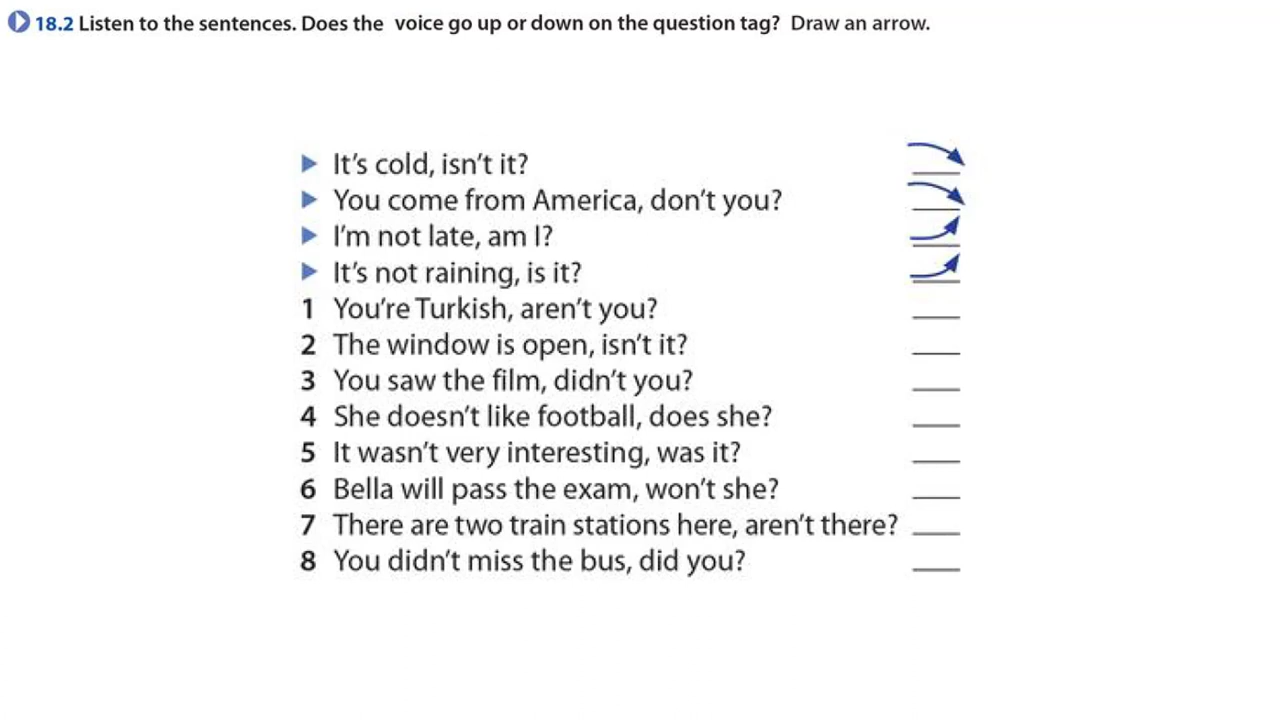 18.2 Listen to the sentences. Does the voice go up or down on the question tag? Draw an arrow.
It's cold, isn't it?
You come from America, don't you?
I'm not late, am I?
It's not raining, is it?
1 You're Turkish, aren't you?
2 The window is open, isn't it?
3 You saw the film, didn't you?
4 She doesn't like football, does she?
5 It wasn't very interesting, was it?
6 Bella will pass the exam, won't she?
7 There are two train stations here, aren't there?
8 You didn't miss the bus, did you?